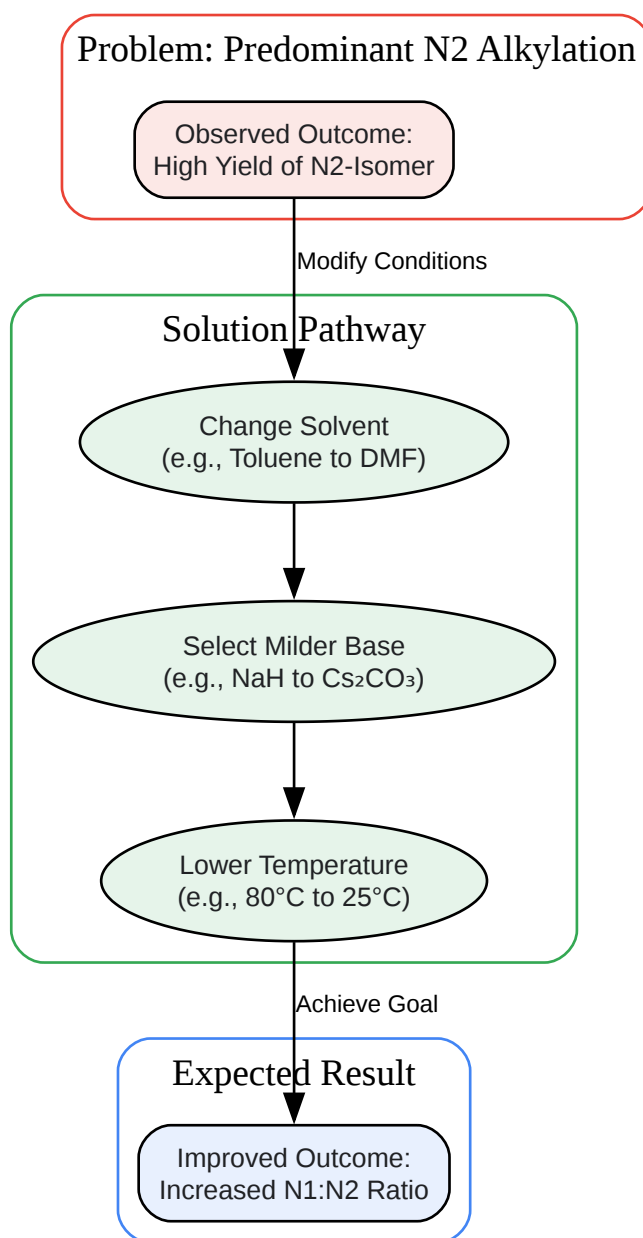 Problem: Predominant N2 Alkylation
Observed Outcome:
High Yield of N2-Isomer
Modify Conditions
Solution Pathway
Change Solvent
(e.g., Toluene to DMF)
Select Milder Base
(e.g., NaH to Cs₂CO₃)
Lower Temperature
(e.g., 80°C to 25°C)
Achieve Goal
Expected Result
Improved Outcome:
Increased N1:N2 Ratio